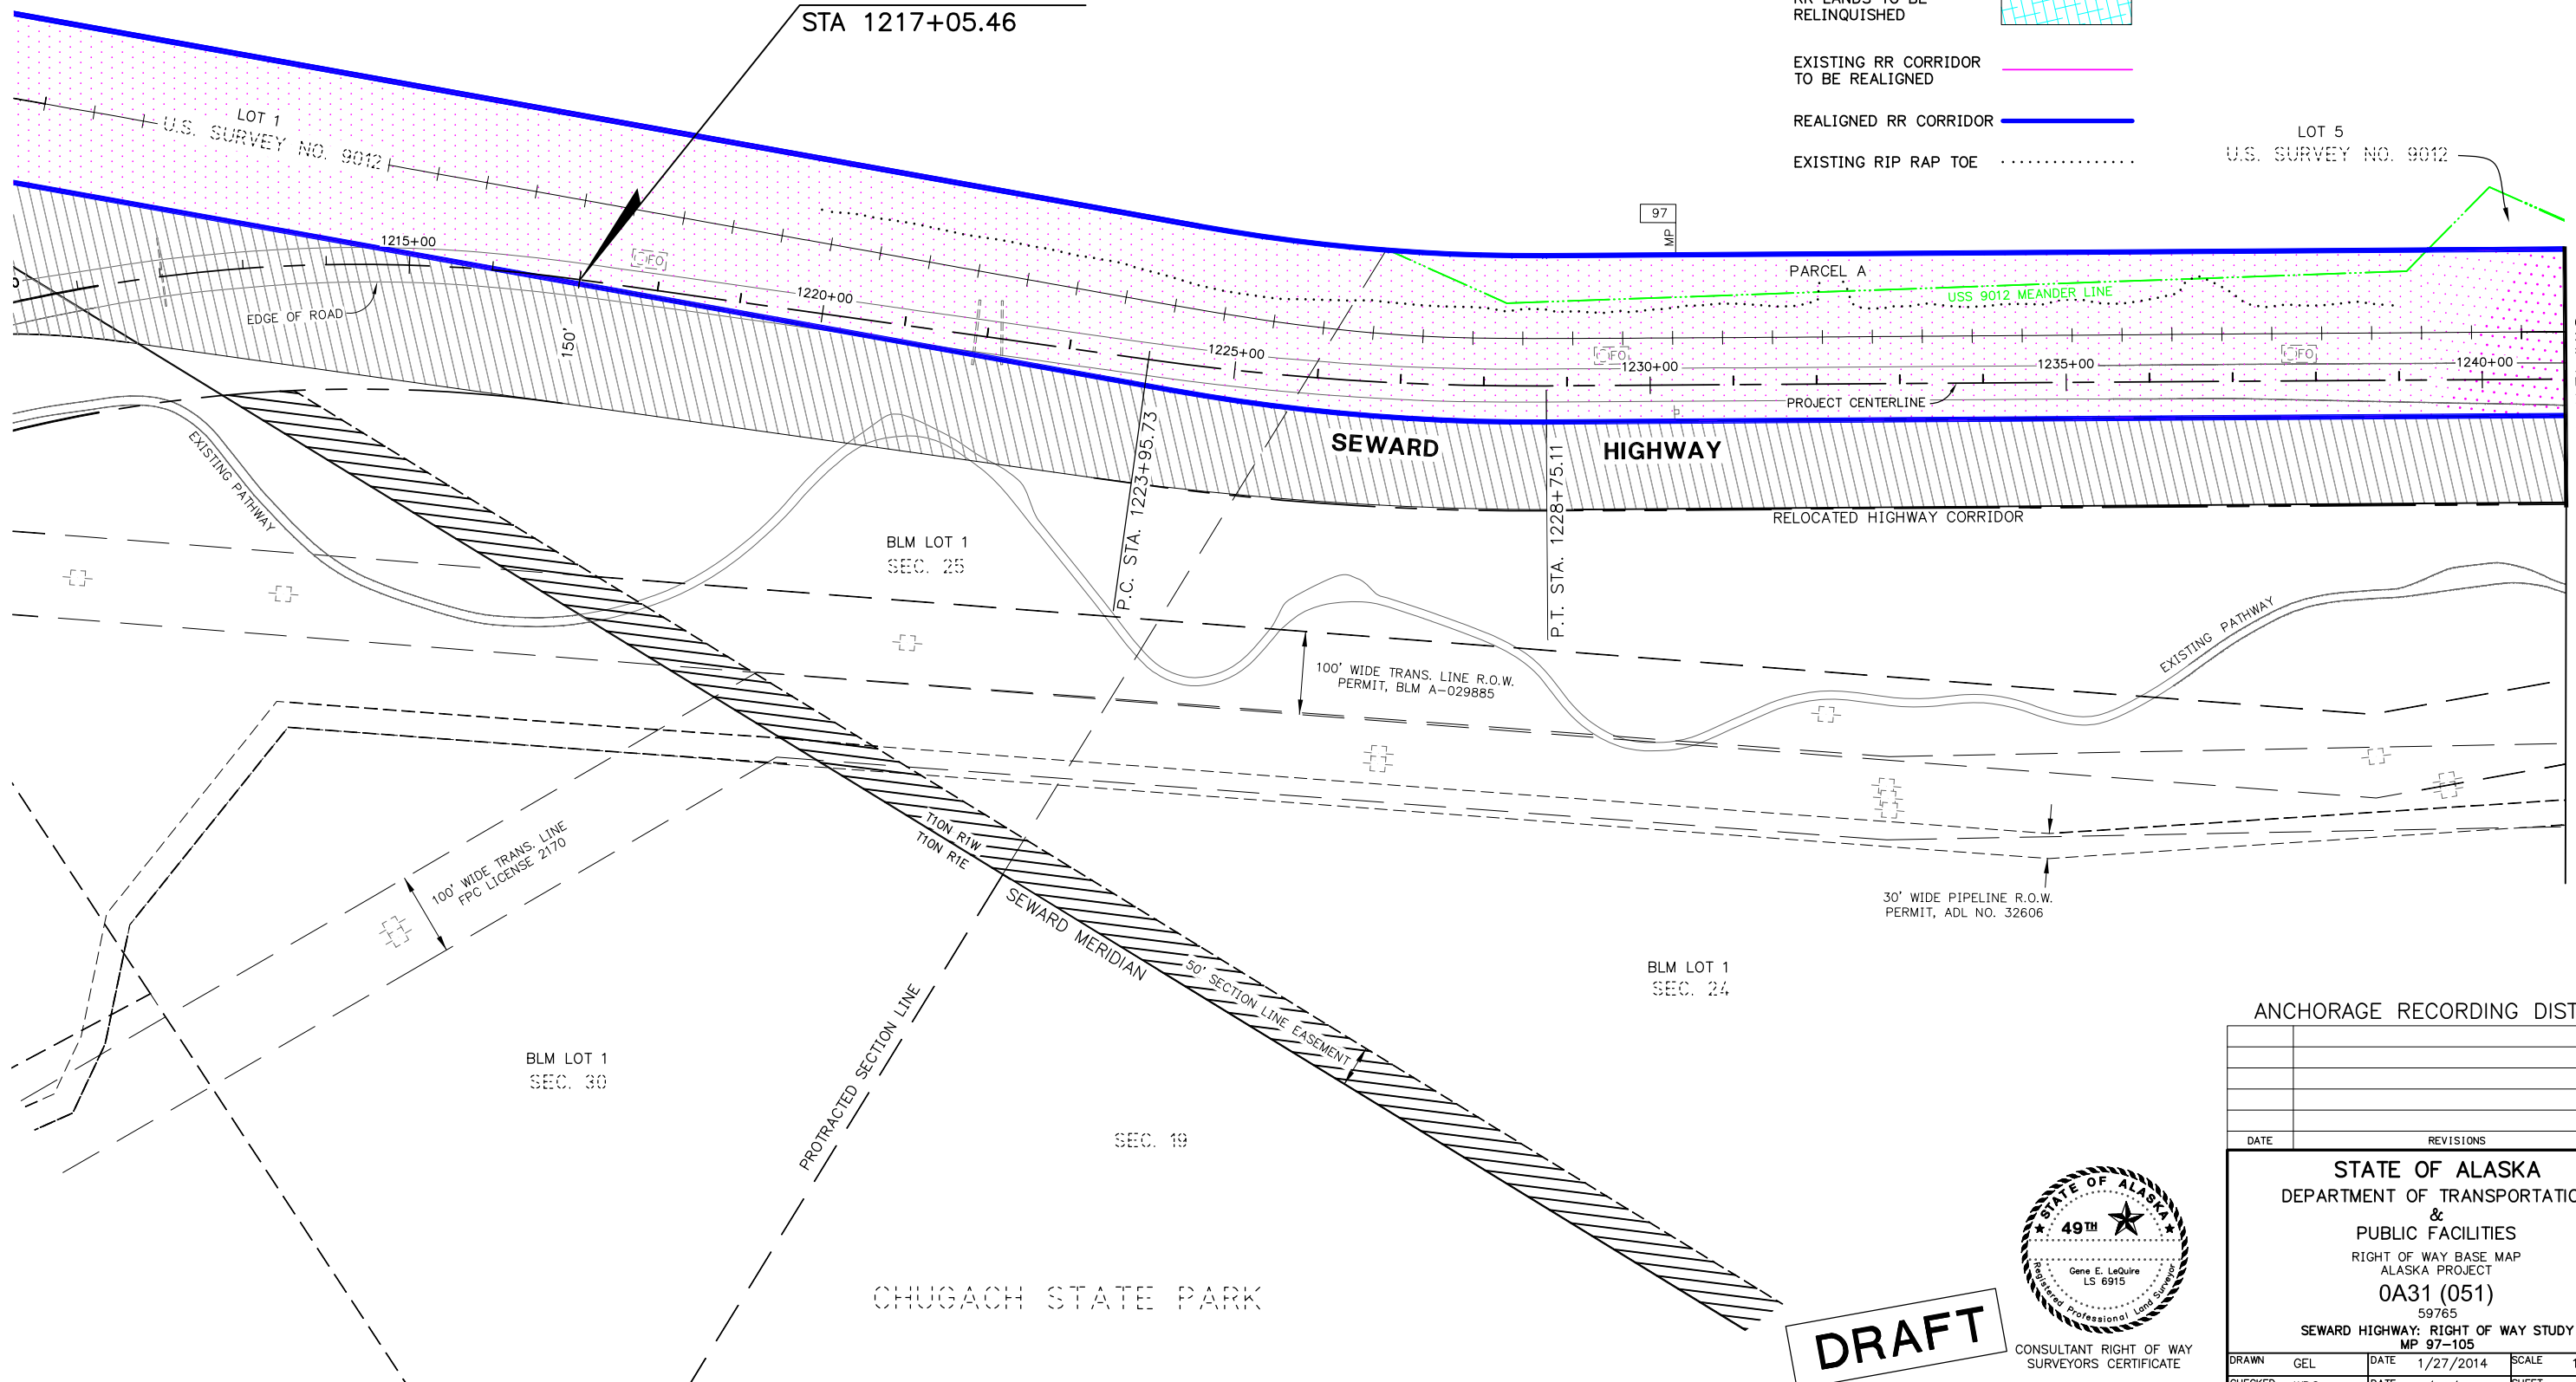 STA 1217+05.46
RR LANDS TO BE
RELINQUISHED
EXISTING RR CORRIDOR
TO BE REALIGNED
REALIGNED RR CORRIDOR
EXISTING RIP RAP TOE
LOT 5
U.S. SURVEY NO. 9012
LOT 1
U.S. SURVEY NO. 9012
97
MP
1215+00
FO
1220+00
EDGE OF ROAD
150'
1225+00
FO
1230+00
PARCEL A
USS 9012 MEANDER LINE
1235+00
FO
1240+00
PROJECT CENTERLINE
P
SEWARD HIGHWAY
RELOCATED HIGHWAY CORRIDOR
P.C. STA. 1223+95.73
P.T. STA. 1228+75.11
EXISTING PATHWAY
BLM LOT 1
SEC. 25
EXISTING PATHWAY
100' WIDE TRANS. LINE R.O.W.
PERMIT, BLM A-029885
100' WIDE TRANS. LINE
FPC LICENSE 2170
T10N R1W
T10N R1E
SEWARD MERIDIAN
50' SECTION LINE EASEMENT
30' WIDE PIPELINE R.O.W.
PERMIT, ADL NO. 32606
BLM LOT 1
SEC. 24
BLM LOT 1
SEC. 30
PROTRACTED SECTION LINE
SEC. 19
CHUGACH STATE PARK
DRAFT
STATE OF ALASKA
49TH
Gene E. LeQuire
LS 6915
Registered Professional Land Surveyor
CONSULTANT RIGHT OF WAY
SURVEYORS CERTIFICATE
ANCHORAGE RECORDING DIST
DATE REVISIONS
STATE OF ALASKA
DEPARTMENT OF TRANSPORTATIO
&
PUBLIC FACILITIES
RIGHT OF WAY BASE MAP
ALASKA PROJECT
0A31 (051)
59765
SEWARD HIGHWAY: RIGHT OF WAY STUDY
MP 97-105
DRAWN GEL DATE 1/27/2014 SCALE 1